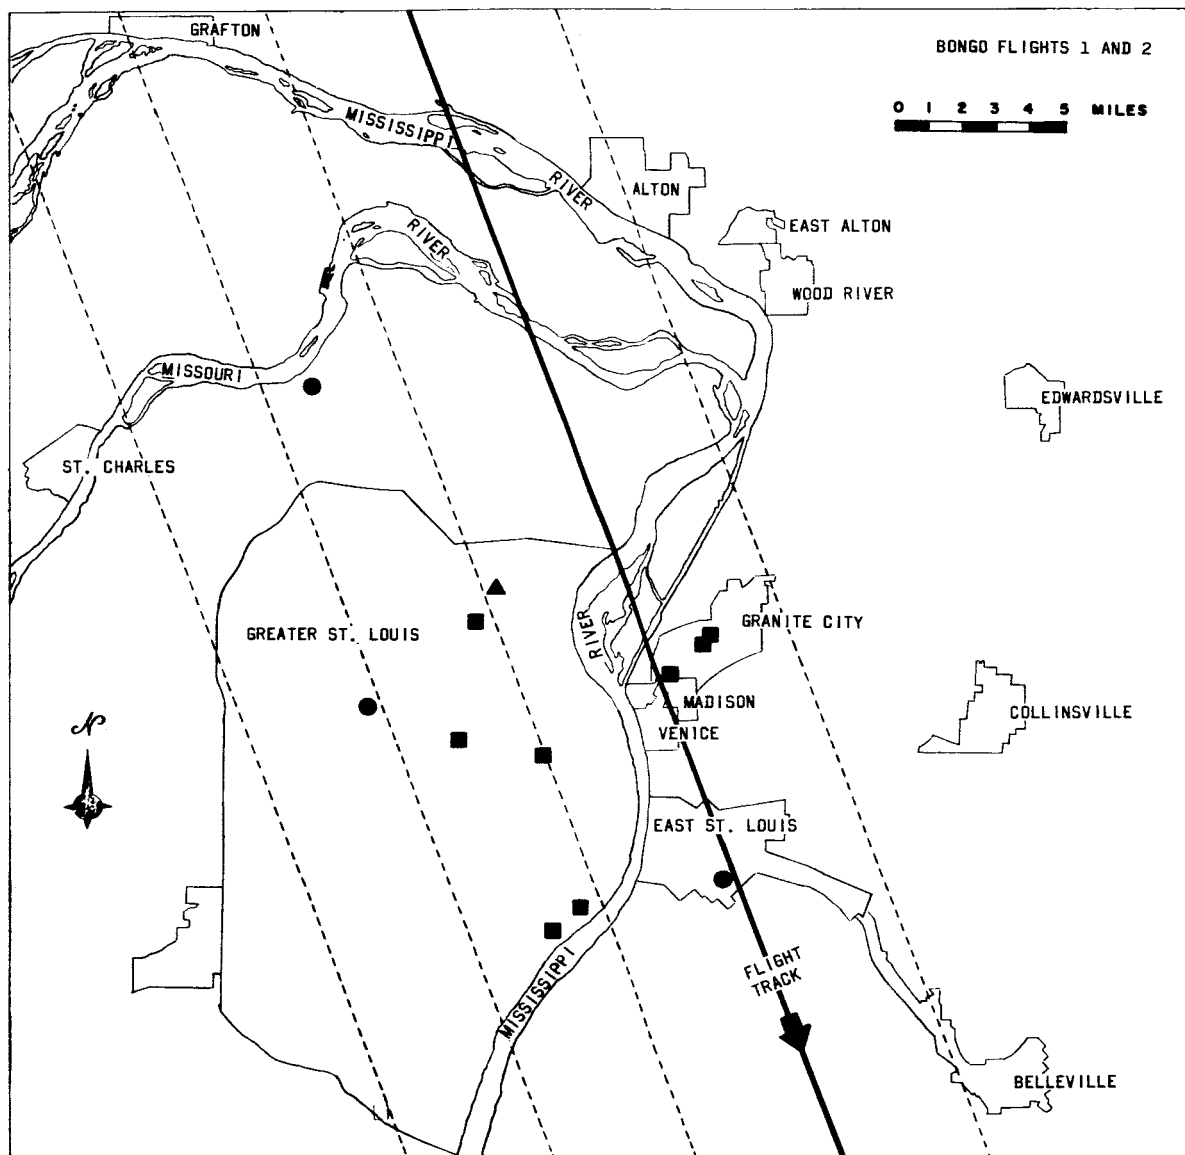 GRAFTON
BONGO FLIGHTS 1 AND 2
0 1 2 3 4 5 MILES
MISSISSIPPI
RIVER
ALTON
EAST ALTON
RIVER
WOOD RIVER
MISSOURI
EDWARDSVILLE
ST. CHARLES
GREATER ST. LOUIS
RIVER
GRANITE CITY
MADISON
COLLINSVILLE
N
VENICE
EAST ST. LOUIS
FLIGHT
TRACK
MISSISSIPPI
BELLEVILLE